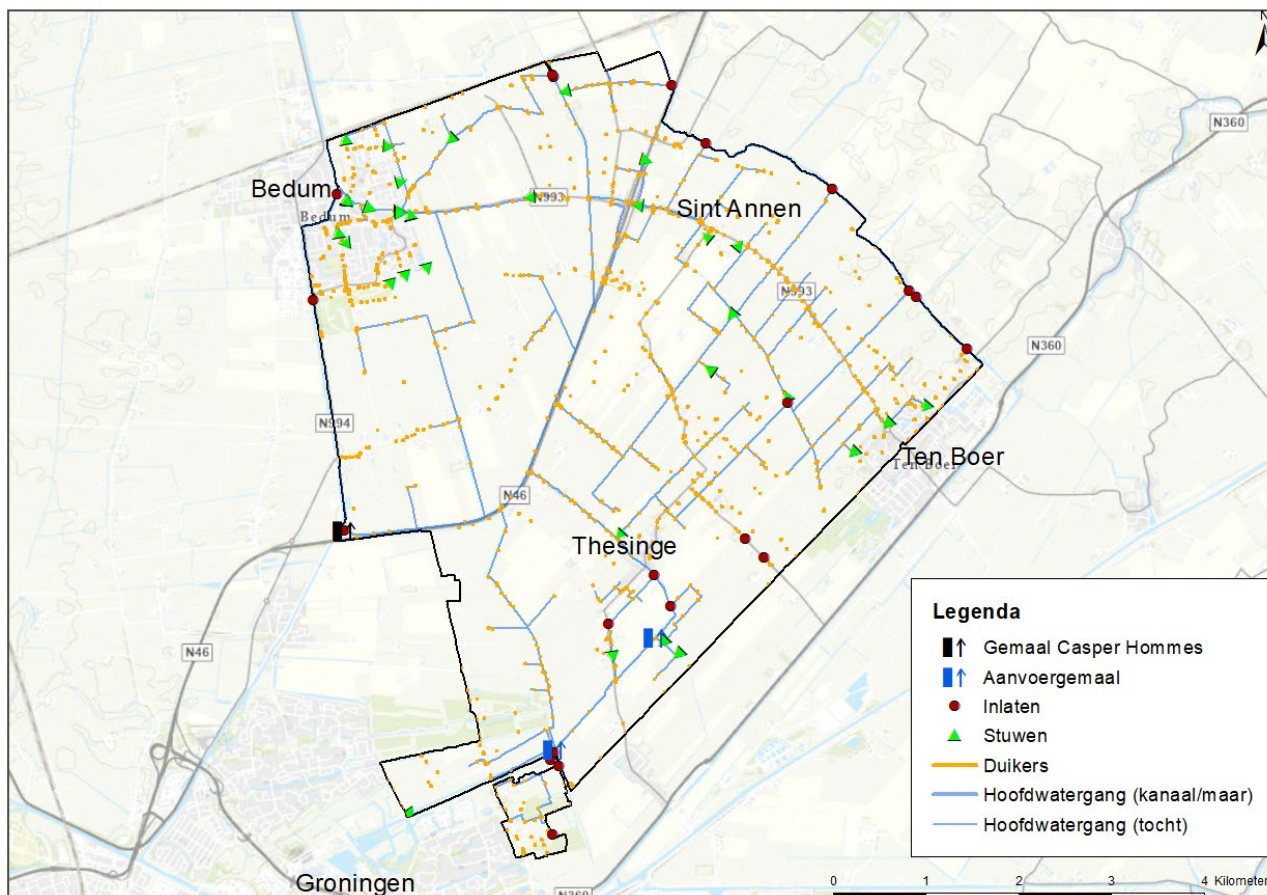 N
N360
Bedum
Bedum
N993
Sint Annen
N993
N360
N994
Ten Boer
Ten Boer
N46
Thesinge
N46
Legenda
Gemaal Casper Hommes
Aanvoergemaal
Inlaten
Stuwen
Duikers
Hoofdwatergang (kanaal/maar)
Hoofdwatergang (tocht)
Groningen
N360
0 1 2 3 4 Kilometer